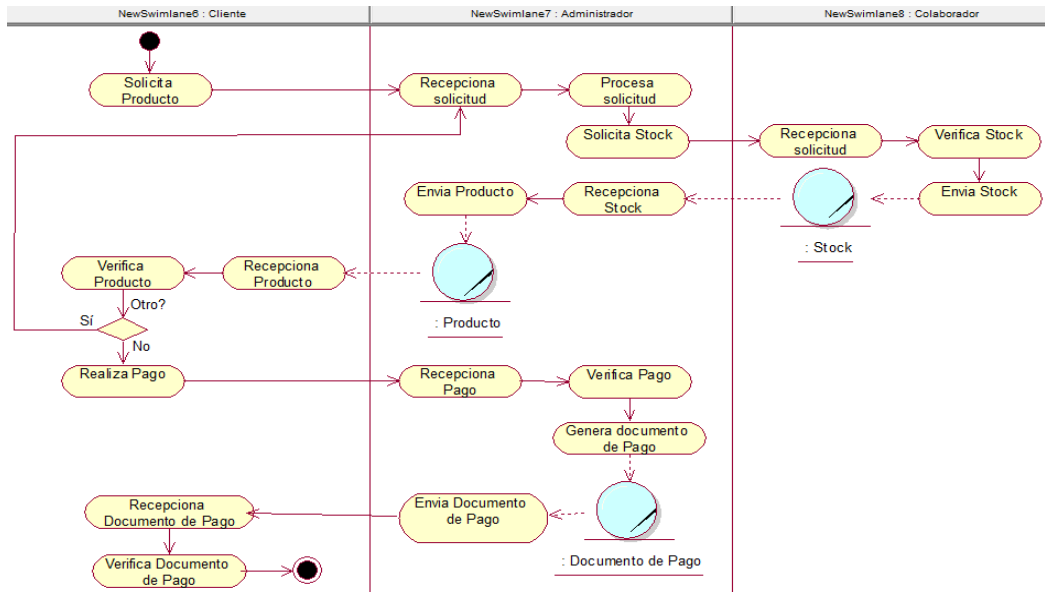 NewSwimlane6 : Cliente
NewSwimlane7 : Administrador
NewSwimlane8 : Colaborador
Solicita
Producto
Recepciona
solicitud
Procesa
solicitud
Solicita Stock
Recepciona
solicitud
Verifica Stock
Envia Producto
Recepciona
Stock
Envia Stock
: Stock
Verifica
Producto
Recepciona
Producto
Otro?
Sí
: Producto
No
Realiza Pago
Recepciona
Pago
Verifica Pago
Genera documento
de Pago
Recepciona
Documento de Pago
Envia Documento
de Pago
: Documento de Pago
Verifica Documento
de Pago